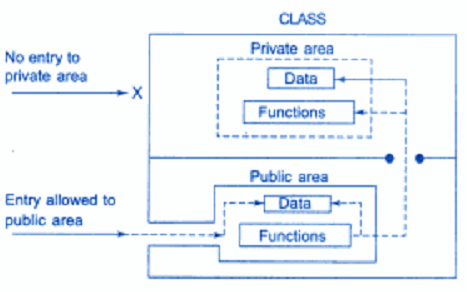 CLASS
No entry to
private area
X
Private area
Data
Functions
Entry allowed to
public area
Public area
Data
Functions